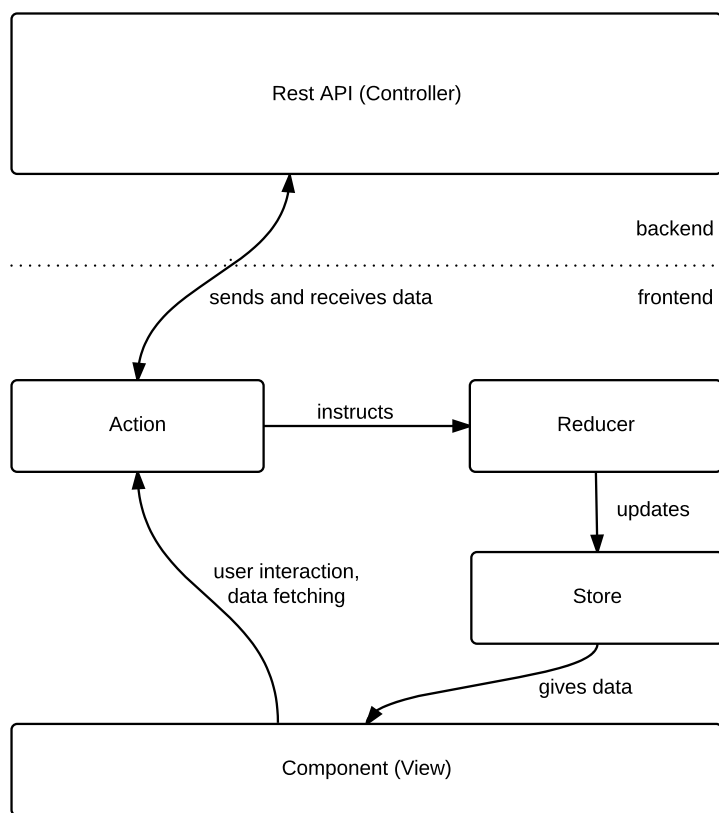 Rest API (Controller)
backend
sends and receives data
frontend
Action
instructs
Reducer
updates
user interaction,
data fetching
Store
gives data
Component (View)